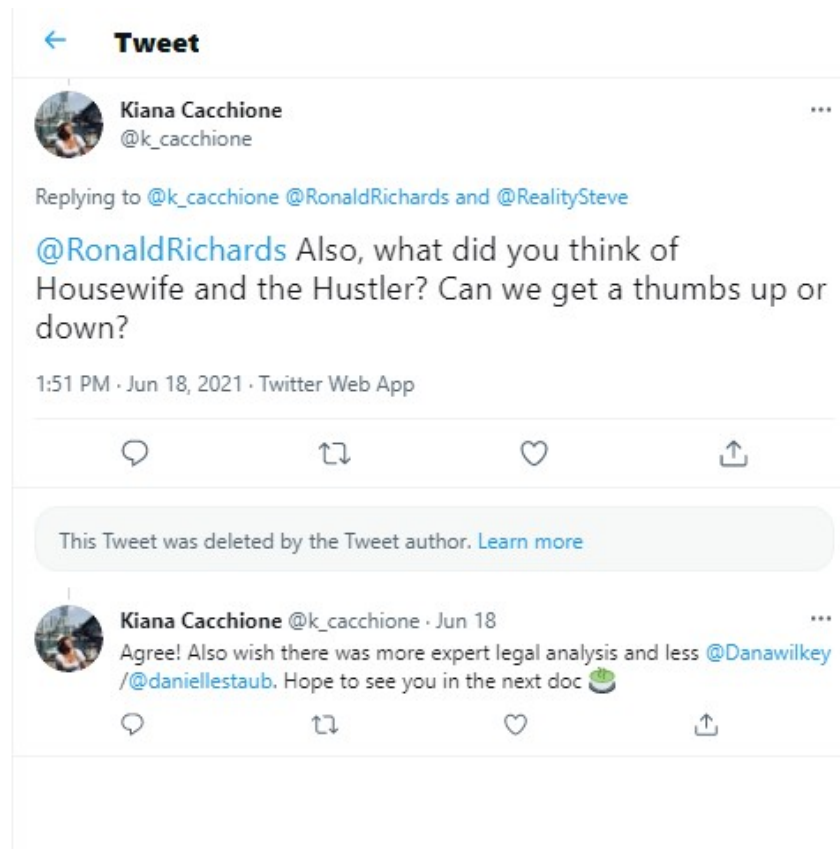 Tweet
Kiana Cacchione
@k_cacchione
Replying to @k_cacchione @RonaldRichards and @RealitySteve
@RonaldRichards Also, what did you think of
Housewife and the Hustler? Can we get a thumbs up or
down?
1:51 PM · Jun 18, 2021 · Twitter Web App
This Tweet was deleted by the Tweet author. Learn more
Kiana Cacchione @k_cacchione · Jun 18
Agree! Also wish there was more expert legal analysis and less @Danawilkey
/@daniellestaub. Hope to see you in the next doc